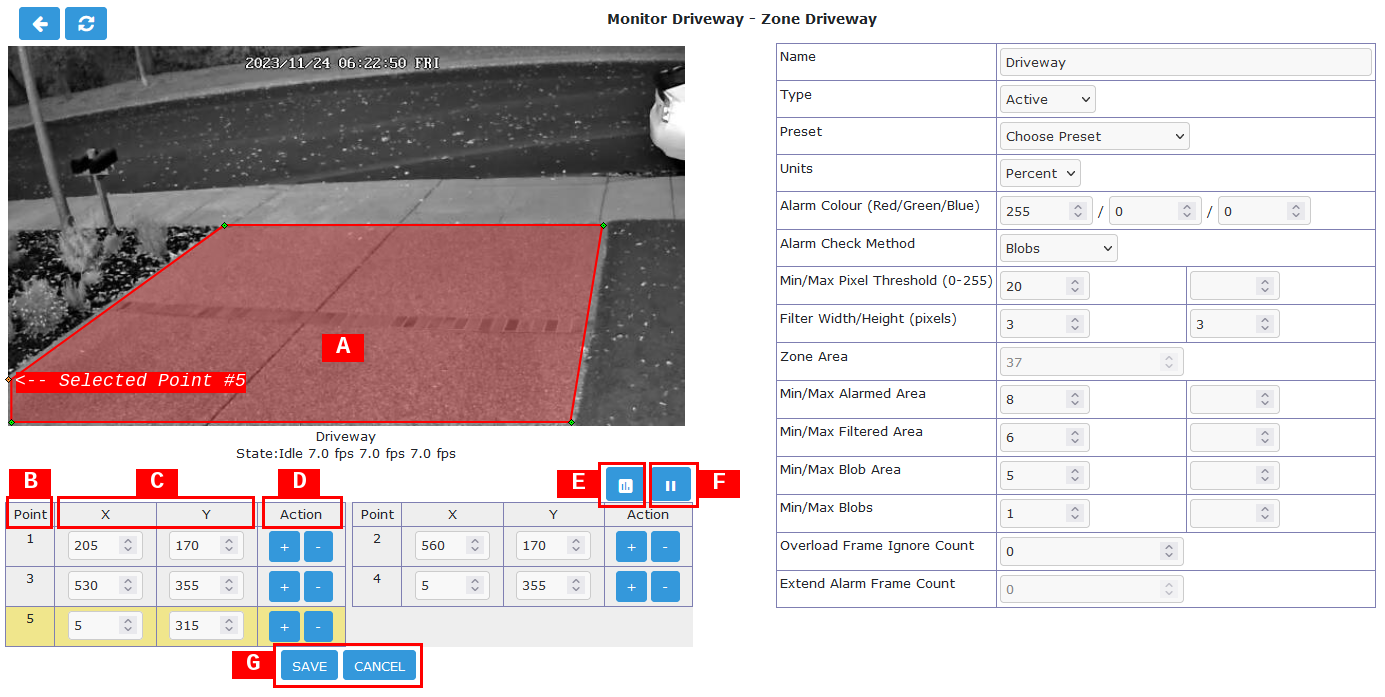 Monitor Driveway - Zone Driveway
2023/11/24 06:22:50 FRI
A
<-- Selected Point #5
Driveway
State:Idle 7.0 fps 7.0 fps 7.0 fps
B C D E F
Point X Y Action Point X Y Action
1 205 170 + - 2 560 170 + -
3 530 355 + - 4 5 355 + -
5 5 315 + -
G SAVE CANCEL
Name Driveway
Type Active
Preset Choose Preset
Units Percent
Alarm Colour (Red/Green/Blue) 255 / 0 / 0
Alarm Check Method Blobs
Min/Max Pixel Threshold (0-255) 20
Filter Width/Height (pixels) 3 3
Zone Area 37
Min/Max Alarmed Area 8
Min/Max Filtered Area 6
Min/Max Blob Area 5
Min/Max Blobs 1
Overload Frame Ignore Count 0
Extend Alarm Frame Count 0